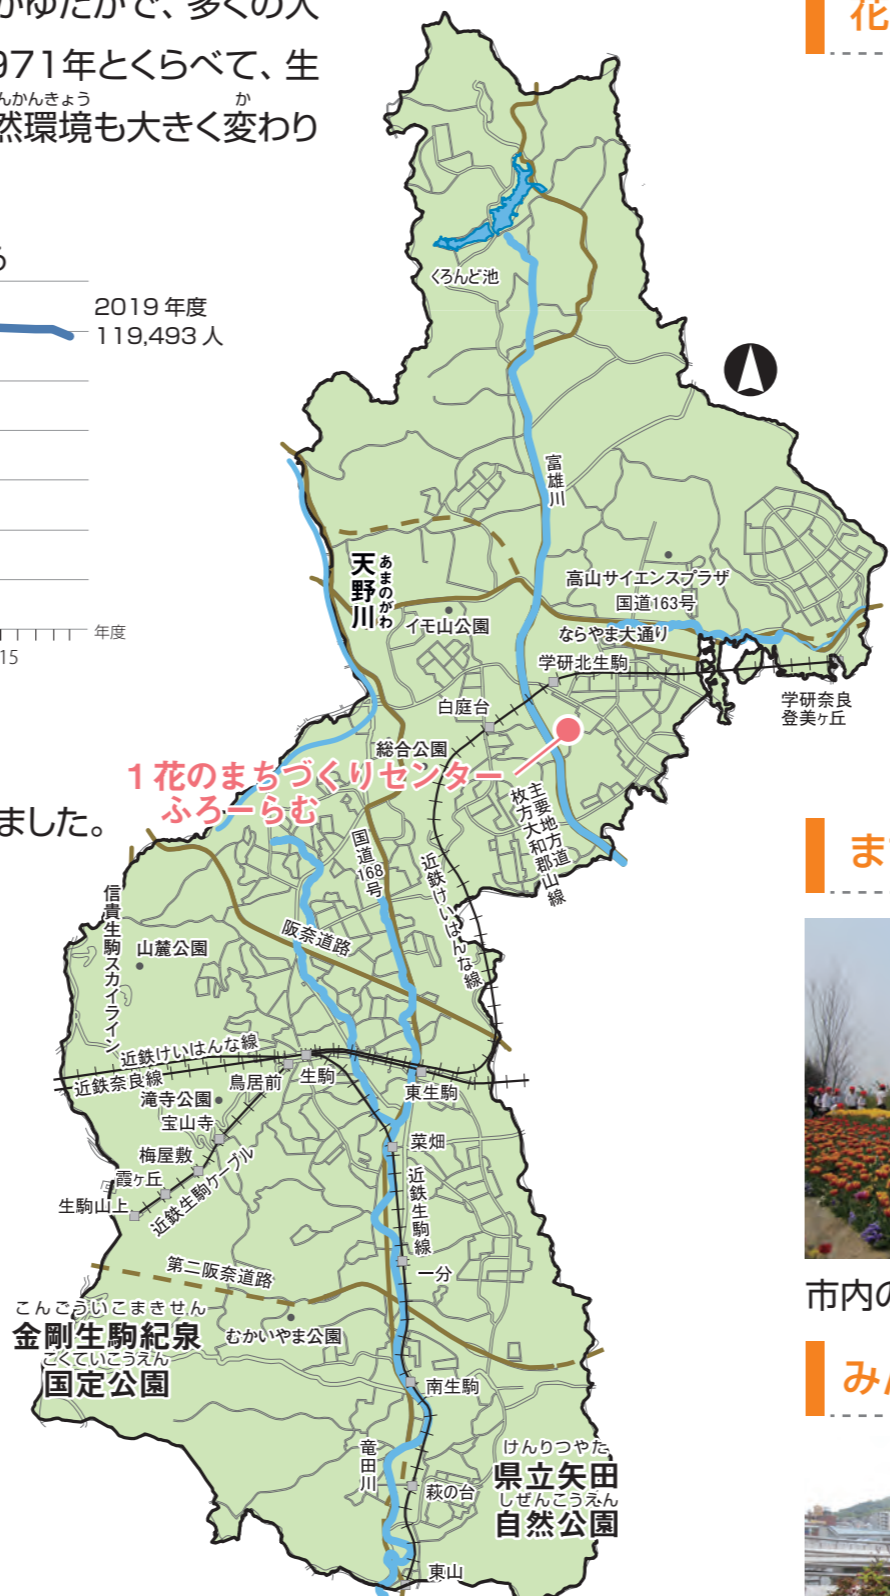 がゆたかで、多くの人
971年とくらべて、生
んかんきょう
か
然環境も大きく変わり
2019年度
119,493人
年度
15
ました。
花
くろんど池
富雄川
あまのがわ
天野川
高山サイエンスプラザ
国道163号
イモ山公園
ならやま大通り
学研北生駒
学研奈良
登美ヶ丘
白庭台
総合公園
1花のまちづくりセンター
ふろーらむ
主要地方道
枚方大和郡山線
国道168号
近鉄けいはんな線
信貴生駒スカイライン
山麓公園
阪奈道路
近鉄けいはんな線
近鉄奈良線
鳥居前
生駒
東生駒
滝寺公園
宝山寺
梅屋敷
霞ヶ丘
生駒山上
近鉄生駒ケーブル
菜畑
近鉄生駒線
一分
第二阪奈道路
こんごういこまきせん
金剛生駒紀泉
こくていこうえん
国定公園
むかいやま公園
南生駒
竜田川
けんりつやた
県立矢田
しぜんこうえん
自然公園
萩の台
東山
ま
市内の
み